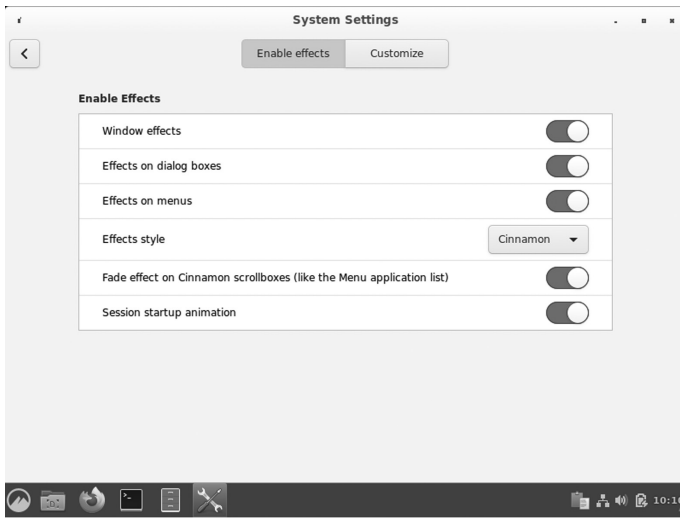 System Settings
Enable effects
Customize
Enable Effects
Window effects
Effects on dialog boxes
Effects on menus
Effects style
Cinnamon
Fade effect on Cinnamon scrollboxes (like the Menu application list)
Session startup animation